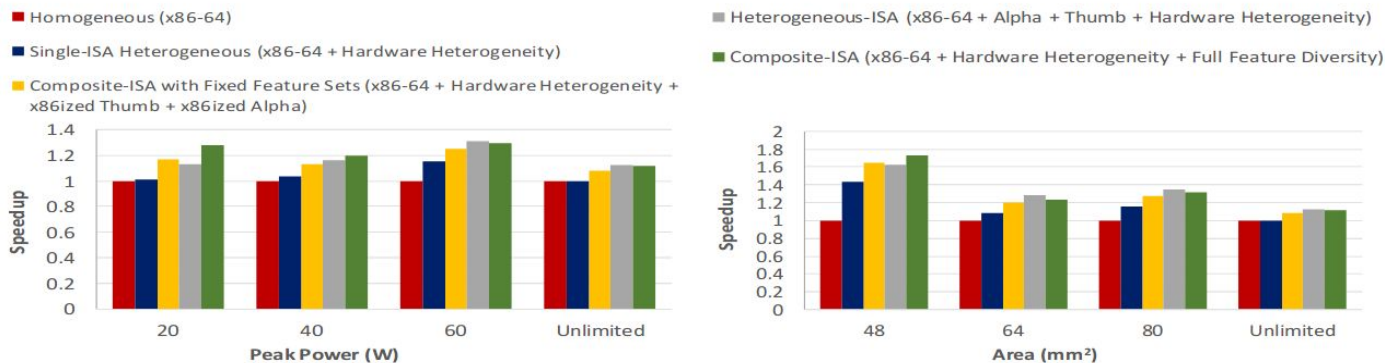 Homogeneous (x86-64)
Single-ISA Heterogeneous (x86-64 + Hardware Heterogeneity)
Composite-ISA with Fixed Feature Sets (x86-64 + Hardware Heterogeneity +
x86ized Thumb + x86ized Alpha)
Heterogeneous-ISA (x86-64 + Alpha + Thumb + Hardware Heterogeneity)
Composite-ISA (x86-64 + Hardware Heterogeneity + Full Feature Diversity)
1.4
1.2
1
0.8
0.6
0.4
0.2
0
Speedup
20 40 60 Unlimited
Peak Power (W)
2
1.8
1.6
1.4
1.2
1
0.8
0.6
0.4
0.2
0
Speedup
48 64 80 Unlimited
Area (mm²)